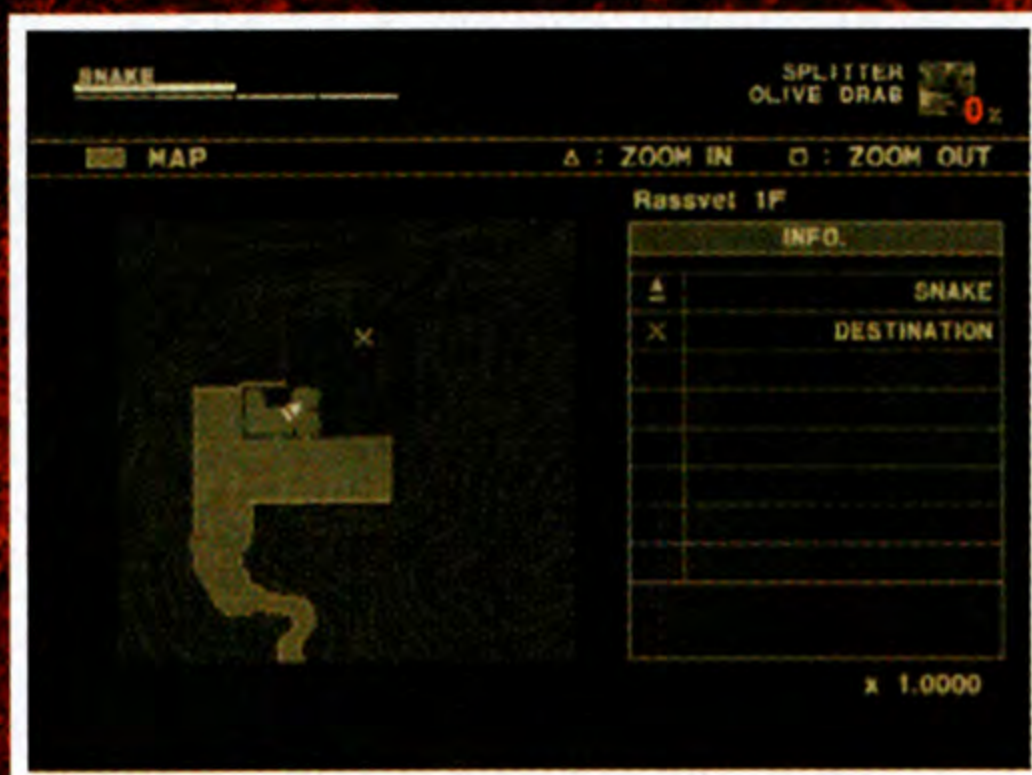 SNAKE
SPLITTER
OLIVE DRAB
0%
MAP
△ : ZOOM IN □ : ZOOM OUT
Rassvet 1F
INFO.
SNAKE
× DESTINATION
x 1.0000